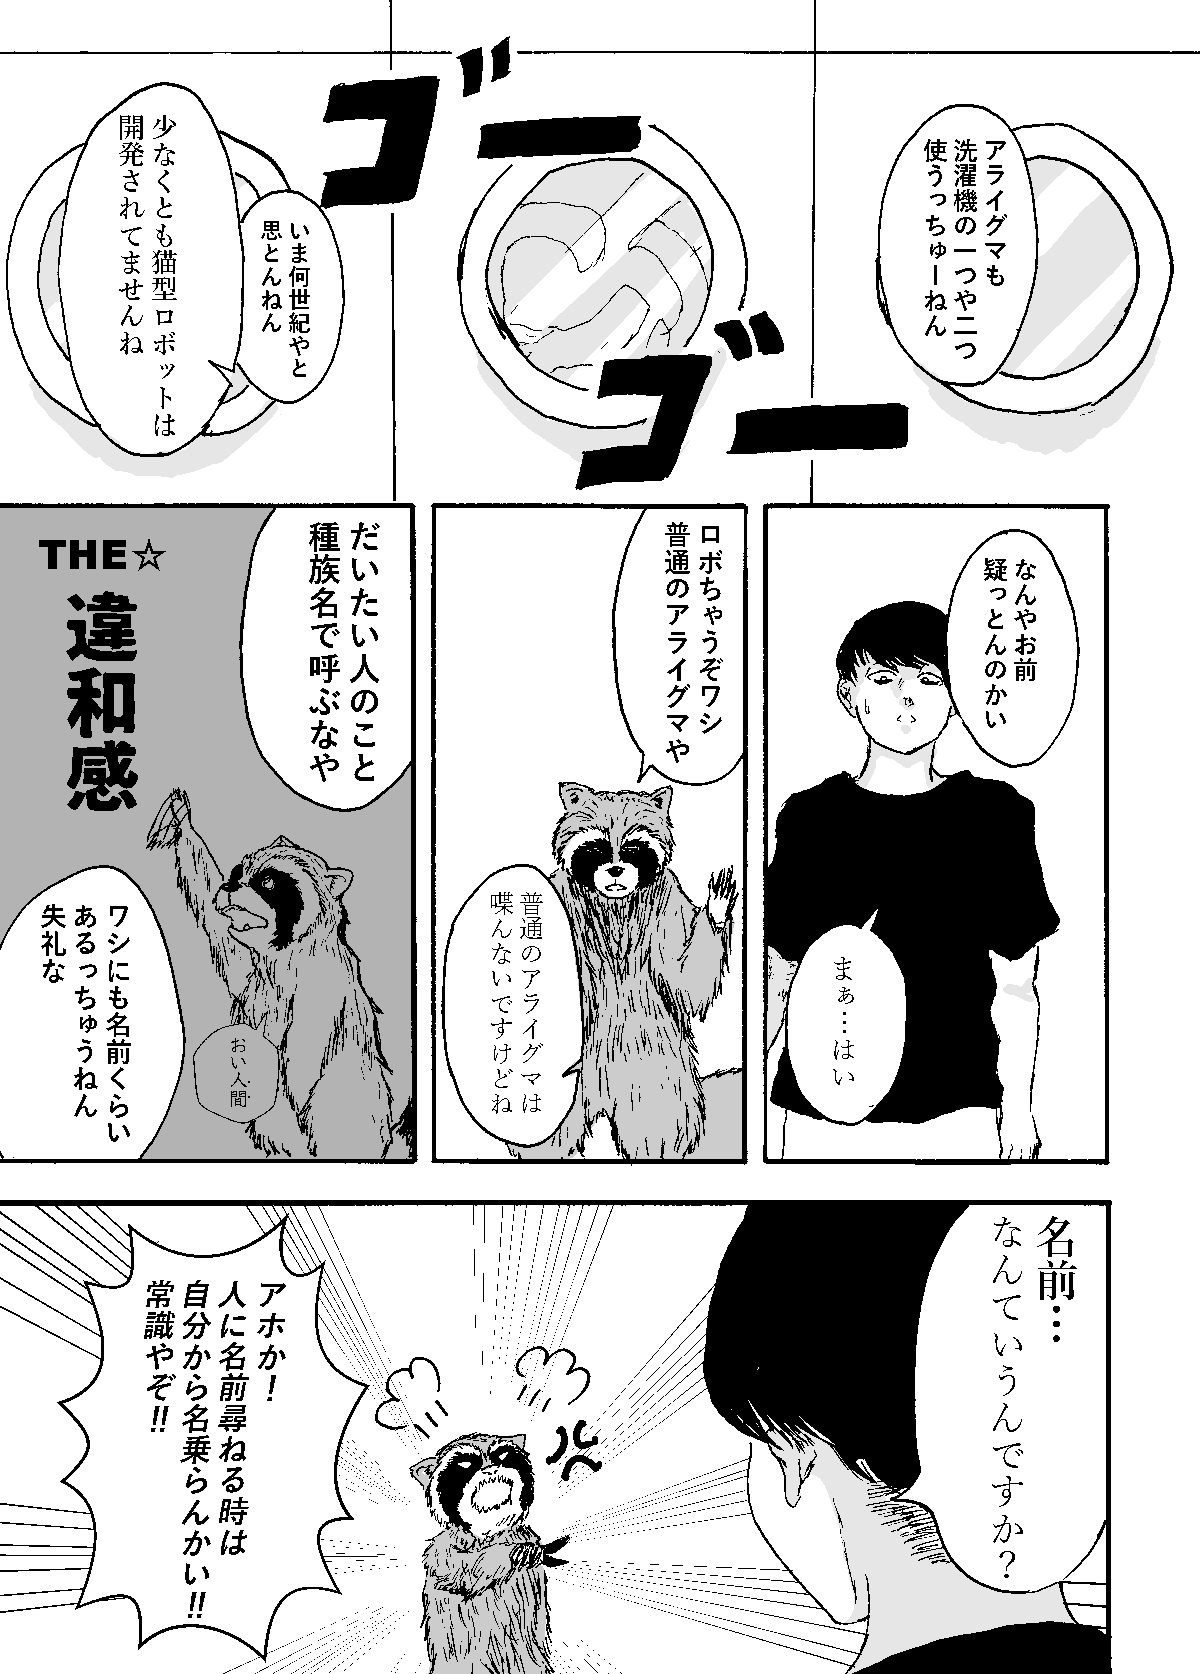 アライグマも
洗濯機の一つや二つ
使うっちゅーねん
ゴー
ゴー
いま何世紀やと
思とんねん
少なくとも猫型ロボットは
開発されてませんね
なんやお前
疑っとんのかい
まぁ…はい
ロボちゃうぞワシ
普通のアライグマや
普通のアライグマは
喋んないですけどね
だいたい人のこと
種族名で呼ぶなや
THE☆
違和感
おい人間
ワシにも名前くらい
あるっちゅうねん
失礼な
名前…
なんていうんですか?
アホか!
人に名前尋ねる時は
自分から名乗らんかい!!
常識やぞ!!